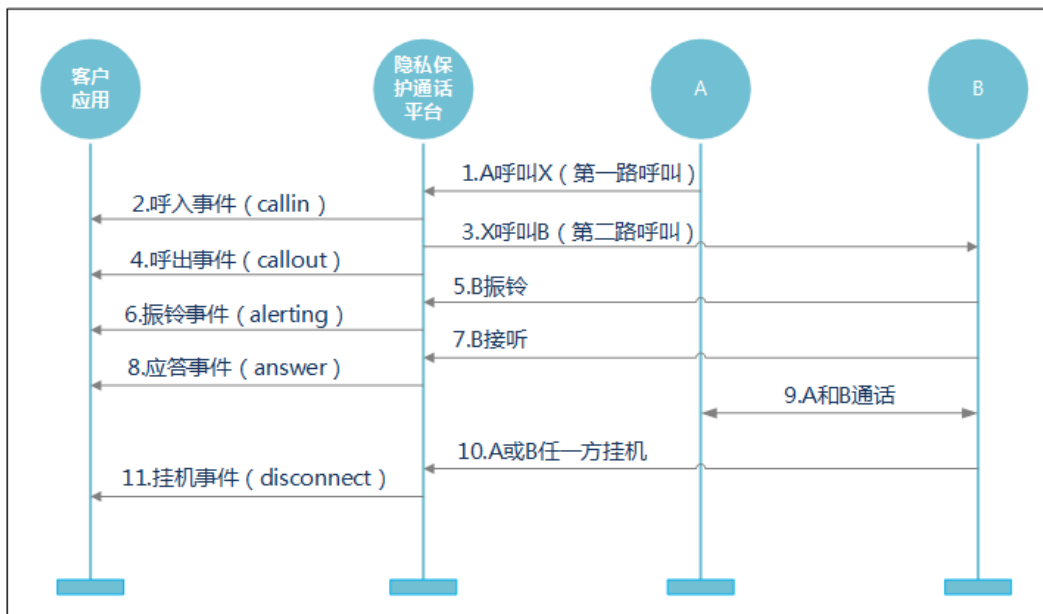 客户
应用
隐私保
护通话
平台
A
B
1.A呼叫X（第一路呼叫）
2.呼入事件（callin）
3.X呼叫B（第二路呼叫）
4.呼出事件（callout）
5.B振铃
6.振铃事件（alerting）
7.B接听
8.应答事件（answer）
9.A和B通话
10.A或B任一方挂机
11.挂机事件（disconnect）